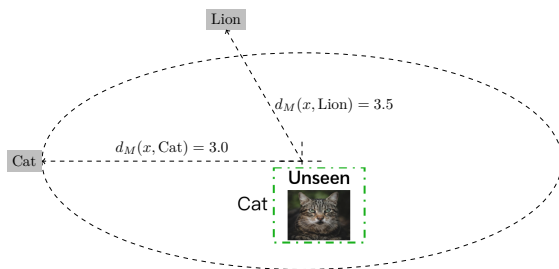 Lion
d_M(x, Lion) = 3.5
d_M(x, Cat) = 3.0
Cat
Unseen
Cat